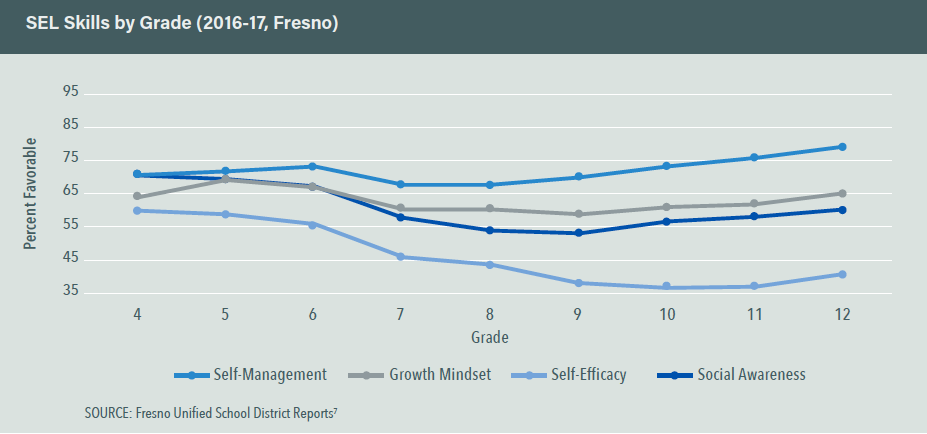 SEL Skills by Grade (2016-17, Fresno)
Percent Favorable
95
85
75
65
55
45
35
4 5 6 7 8 9 10 11 12
Grade
Self-Management Growth Mindset Self-Efficacy Social Awareness
SOURCE: Fresno Unified School District Reports⁷